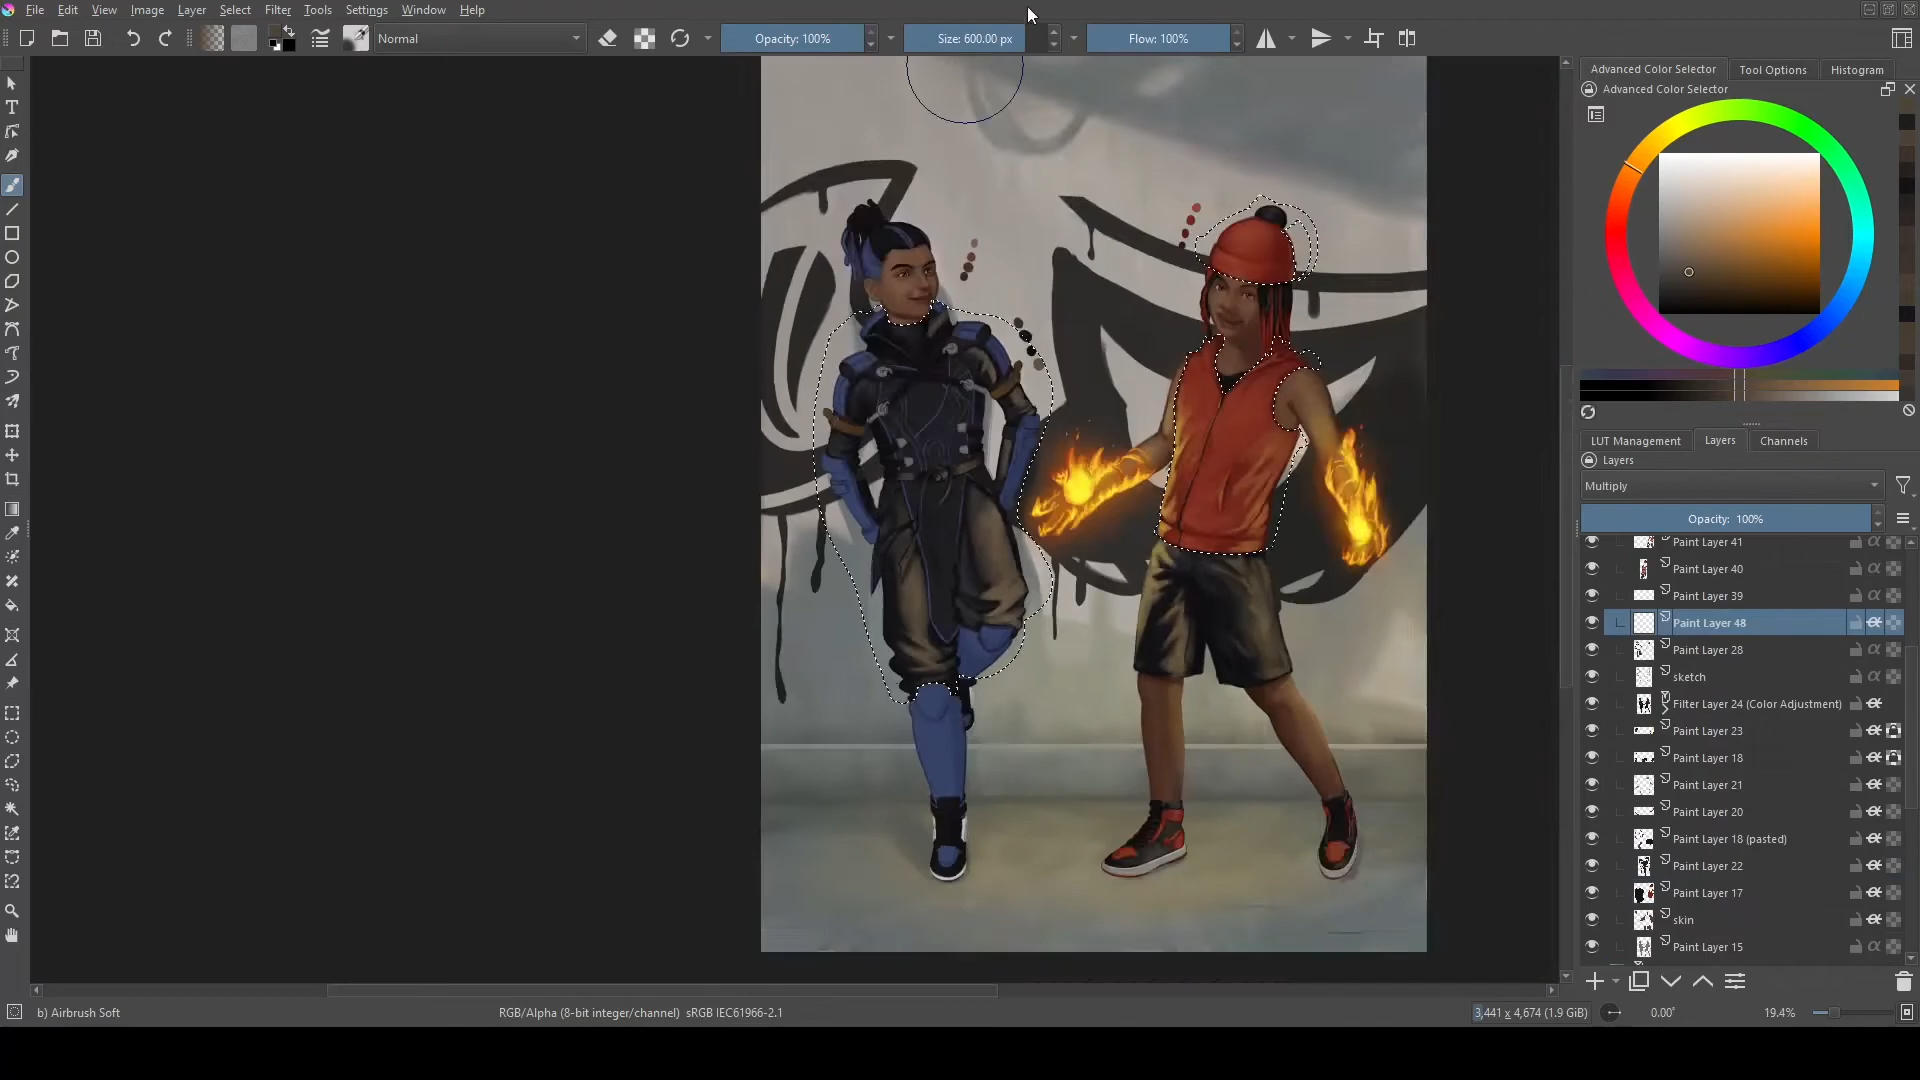 File Edit View Image Layer Select Filter Tools Settings Window Help
Normal Opacity: 100% Size: 600.00 px Flow: 100%
Advanced Color Selector Tool Options Histogram
Advanced Color Selector
LUT Management Layers Channels
Layers
Multiply
Opacity: 100%
Paint Layer 41
Paint Layer 40
Paint Layer 39
Paint Layer 48
Paint Layer 28
sketch
Filter Layer 24 (Color Adjustment)
Paint Layer 23
Paint Layer 18
Paint Layer 21
Paint Layer 20
Paint Layer 18 (pasted)
Paint Layer 22
Paint Layer 17
skin
Paint Layer 15
b) Airbrush Soft RGB/Alpha (8-bit integer/channel) sRGB IEC61966-2.1 3,441 x 4,674 (1.9 GiB) 0.00° 19.4%